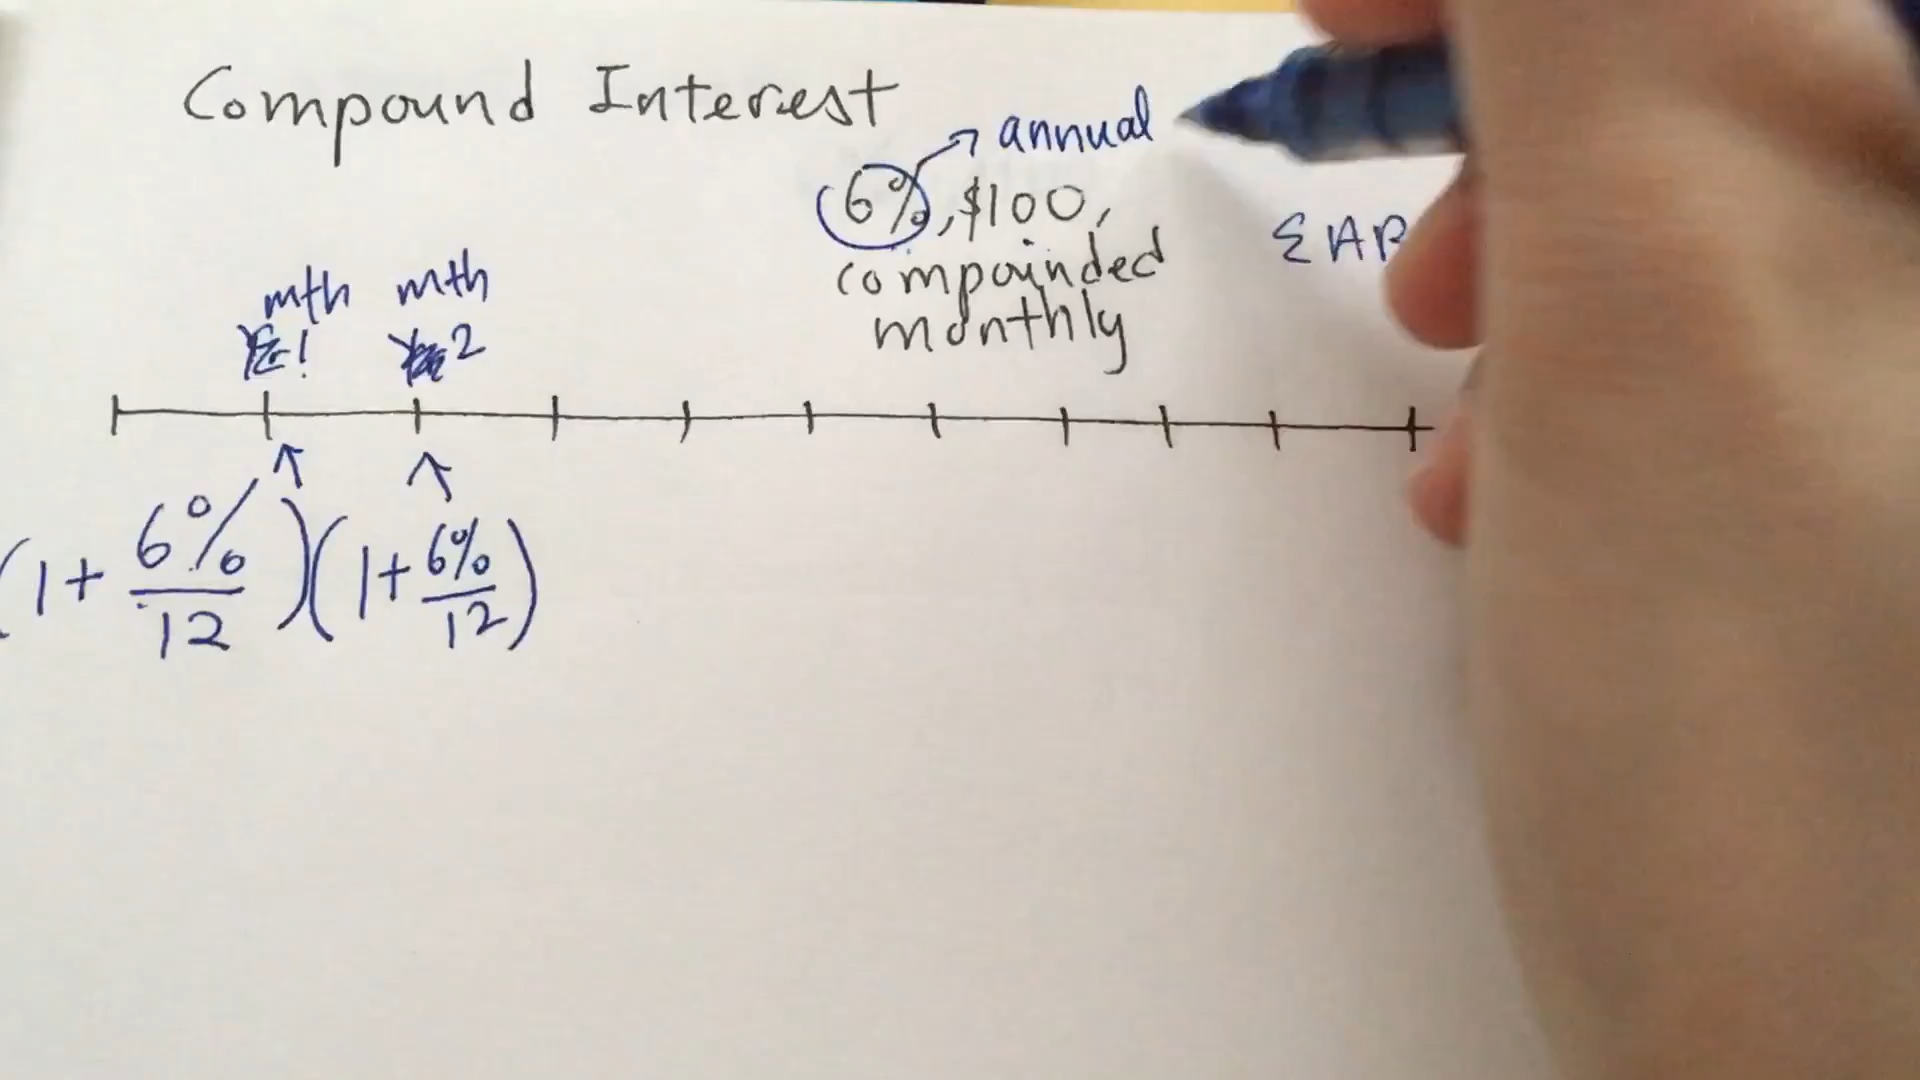 Compound Interest
annual
6%, $100,
compounded
monthly
EAR
mth mth
1 2
(1+ 6%/12 )(1+ 6%/12 )